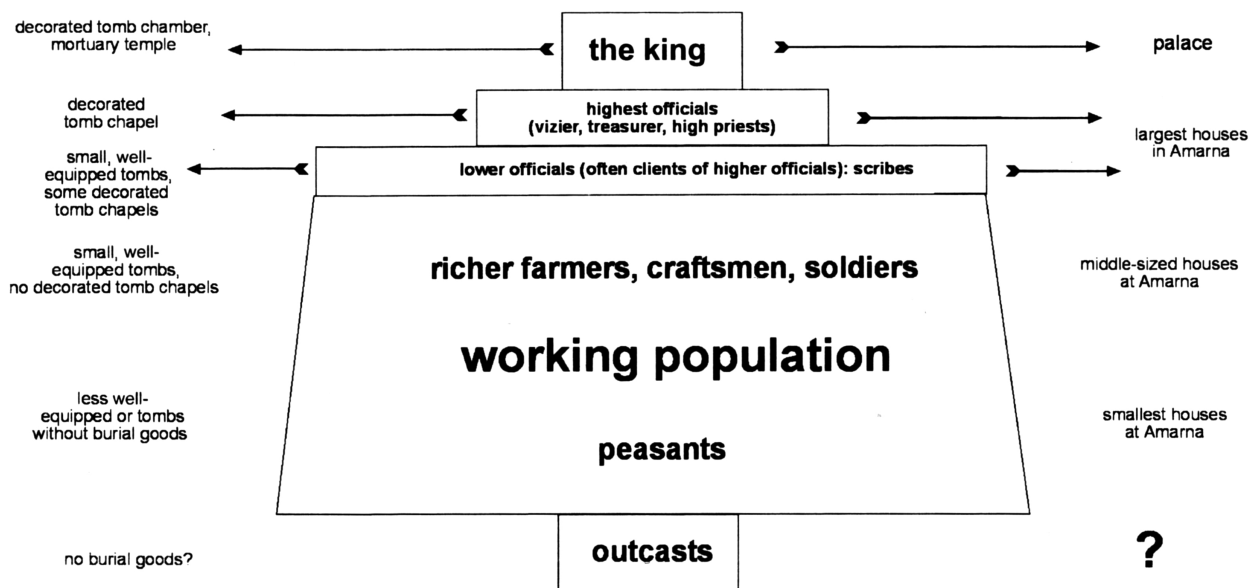 decorated tomb chamber,
mortuary temple
the king
palace
decorated
tomb chapel
highest officials
(vizier, treasurer, high priests)
largest houses
in Amarna
small, well-
equipped tombs,
some decorated
tomb chapels
lower officials (often clients of higher officials): scribes
small, well-
equipped tombs,
no decorated tomb chapels
richer farmers, craftsmen, soldiers
middle-sized houses
at Amarna
working population
less well-
equipped or tombs
without burial goods
peasants
smallest houses
at Amarna
no burial goods?
outcasts
?